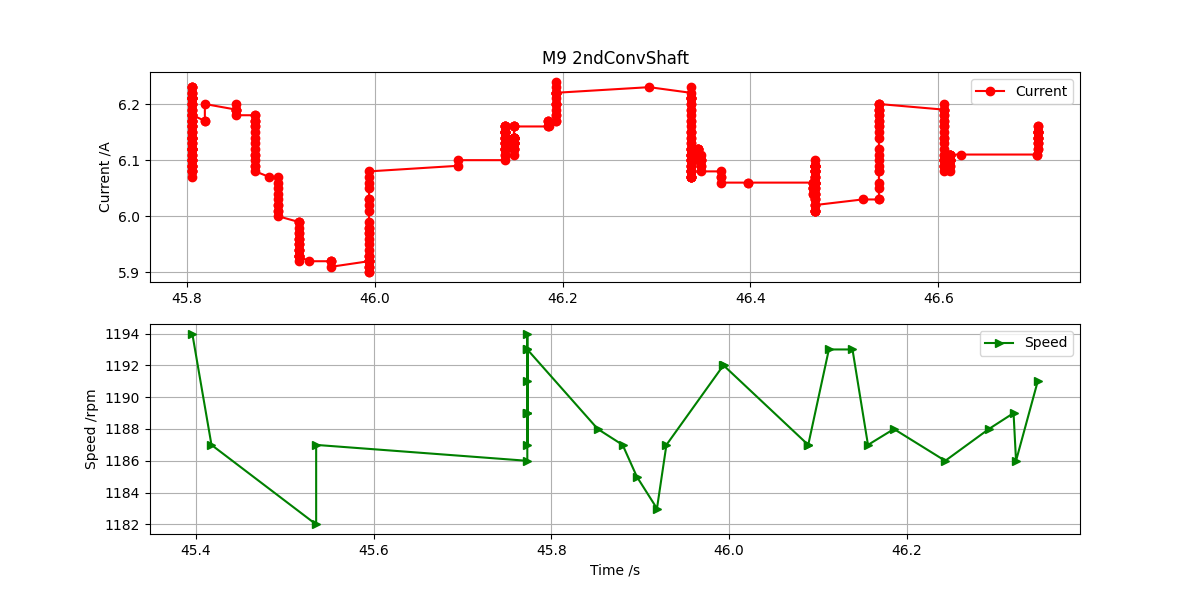 M9 2ndConvShaft
Current /A
6.2
6.1
6.0
5.9
Current
45.8 46.0 46.2 46.4 46.6
Speed /rpm
1194
1192
1190
1188
1186
1184
1182
Speed
45.4 45.6 45.8 46.0 46.2
Time /s